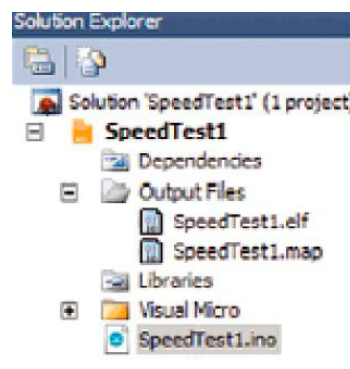 Solution Explorer
Solution 'SpeedTest1' (1 project)
SpeedTest1
Dependencies
Output Files
SpeedTest1.elf
SpeedTest1.map
Libraries
Visual Micro
SpeedTest1.ino